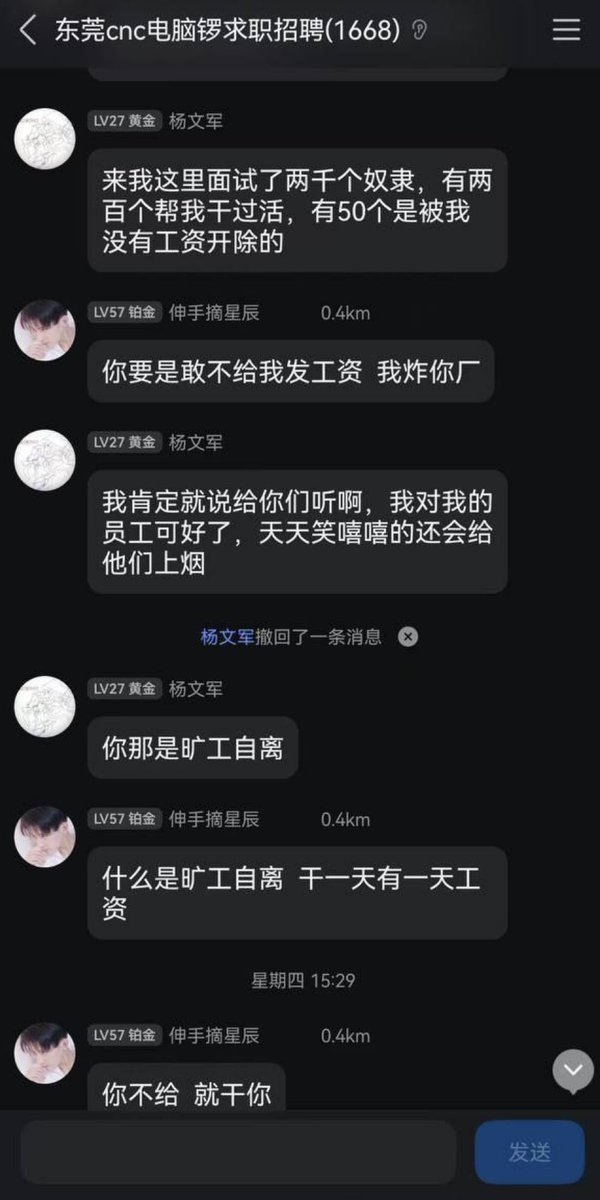 东莞cnc电脑锣求职招聘(1668)
LV27 黄金 杨文军
来我这里面试了两千个奴隶，有两
百个帮我干过活，有50个是被我
没有工资开除的
LV57 铂金 伸手摘星辰 0.4km
你要是敢不给我发工资 我炸你厂
LV27 黄金 杨文军
我肯定就说给你们听啊，我对我的
员工可好了，天天笑嘻嘻的还会给
他们上烟
杨文军撤回了一条消息
LV27 黄金 杨文军
你那是旷工自离
LV57 铂金 伸手摘星辰 0.4km
什么是旷工自离 干一天有一天工
资
星期四 15:29
LV57 铂金 伸手摘星辰 0.4km
你不给 就干你
发送